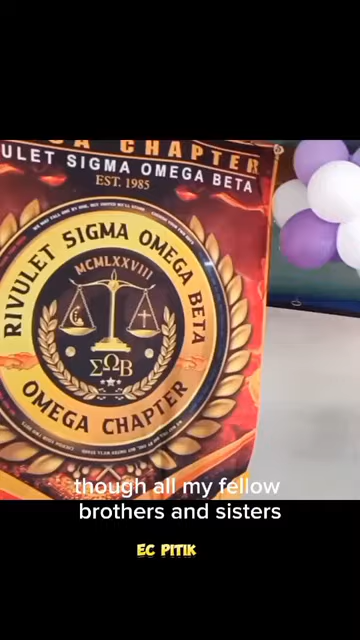 CHAPTER
ULET SIGMA OMEGA BETA
EST. 1985
RIVULET SIGMA OMEGA BETA
MCMLXXVIII
ΣΩΒ
OMEGA CHAPTER
though all my fellow
brothers and sisters
EC PITIK